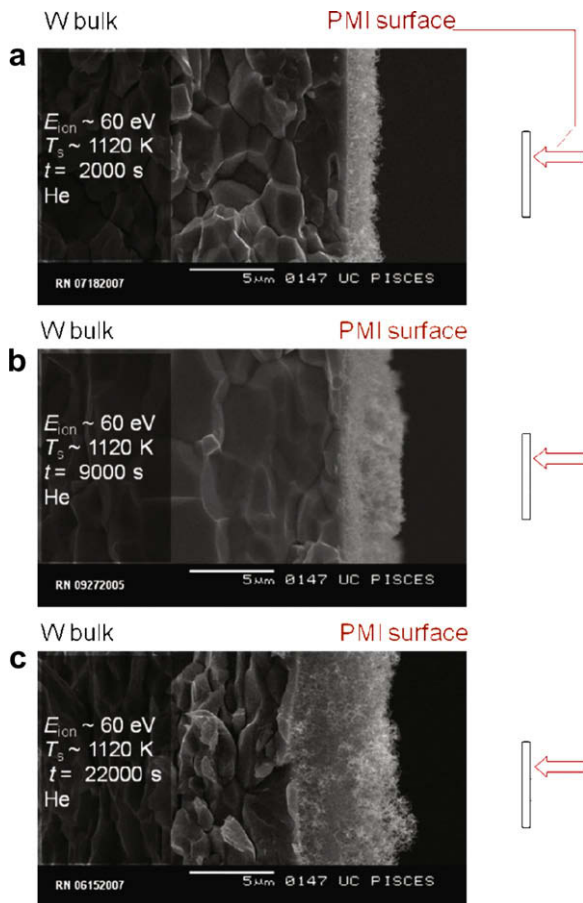 W bulk PMI surface
a
Eion ~ 60 eV
Ts ~ 1120 K
t = 2000 s
He
RN 07182007 5µm 0147 UC PISCES
W bulk PMI surface
b
Eion ~ 60 eV
Ts ~ 1120 K
t = 9000 s
He
RN 09272005 5µm 0147 UC PISCES
W bulk PMI surface
c
Eion ~ 60 eV
Ts ~ 1120 K
t = 22000 s
He
RN 06152007 5µm 0147 UC PISCES